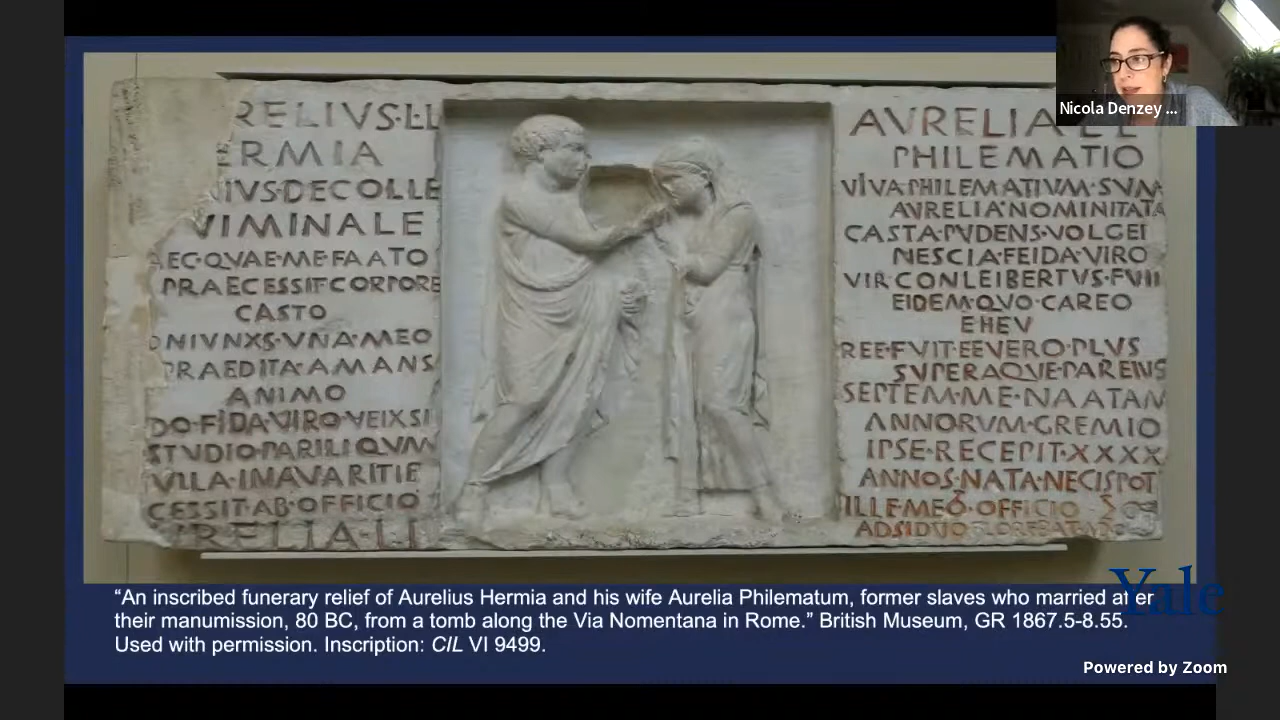 RELIVS·L·L
ERMIA
NIVS·DE COLLE
VIMINALE
AEC·QVAE·ME·FAATO
PRAECESSIT·CORPORE
CASTO
ONIVNXS·VNA·MEO
PRAEDITA·AMANS
ANIMO
DO·FIDA·VIRO·VEIXSI
STVDIO·PARILI·QVM
VLLA·IN·AVARITIE
CESSIT·AB·OFFICIO
RELIA·L·L
AVRELIA·L·L
PHILEMATIO
VIVA·PHILEMATIVM·SVM
AVRELIA·NOMINITATA
CASTA·PVDENS·VOLGEI
NESCIA·FEIDA·VIRO
VIR·CONLEIBERTVS·FVIT
EIDEM·QVO·CAREO
EHEV
REE·FVIT·EE·VERO·PLVS
SVPERAQVE·PARENS
SEPTEM·ME·NAATAM
ANNORVM·GREMIO
IPSE·RECEPIT·XXXX
ANNOS·NATA·NECIS·POT
ILLE·MEO·OFFICIO
ADSIDVO
Nicola Denzey ...
“An inscribed funerary relief of Aurelius Hermia and his wife Aurelia Philematum, former slaves who married after
their manumission, 80 BC, from a tomb along the Via Nomentana in Rome.” British Museum, GR 1867.5-8.55.
Used with permission. Inscription: CIL VI 9499.
Yale
Powered by Zoom